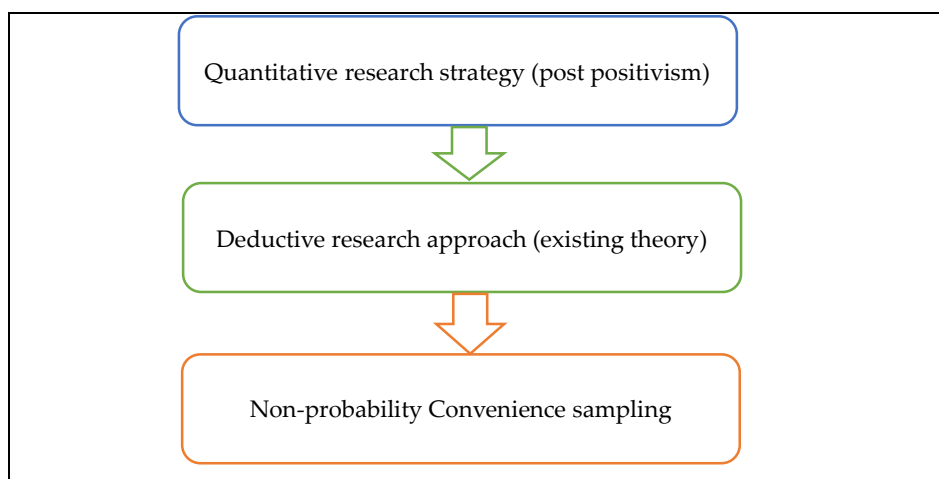 Quantitative research strategy (post positivism)
Deductive research approach (existing theory)
Non-probability Convenience sampling